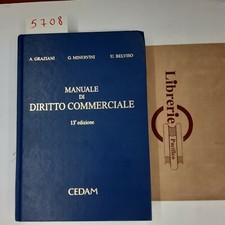 5708
A. GRAZIANI G. MINERVINI U. BELVISO
MANUALE
DI
DIRITTO COMMERCIALE
13ª edizione
CEDAM
Librerie